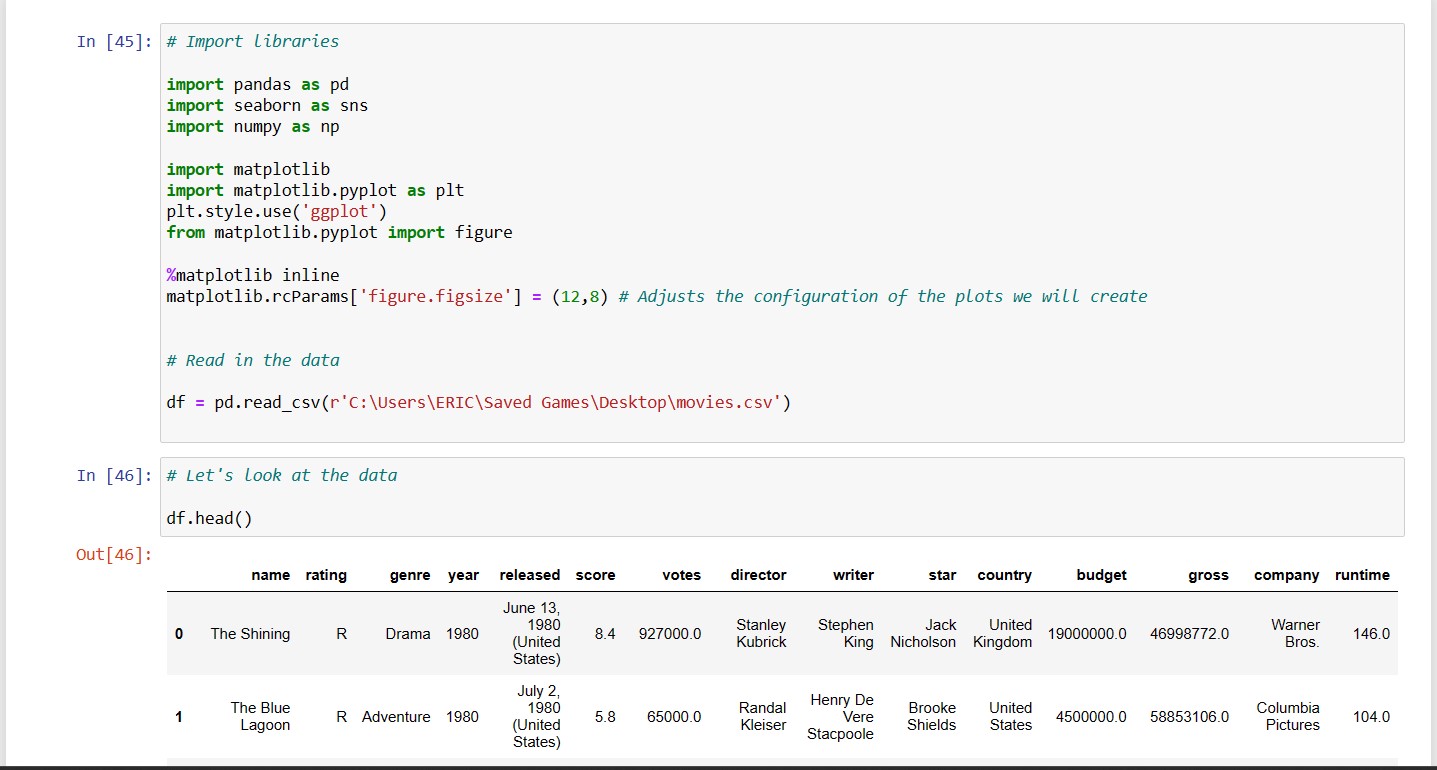 In [45]: # Import libraries
import pandas as pd
import seaborn as sns
import numpy as np
import matplotlib
import matplotlib.pyplot as plt
plt.style.use('ggplot')
from matplotlib.pyplot import figure
%matplotlib inline
matplotlib.rcParams['figure.figsize'] = (12,8) # Adjusts the configuration of the plots we will create
# Read in the data
df = pd.read_csv(r'C:\Users\ERIC\Saved Games\Desktop\movies.csv')
In [46]: # Let's look at the data
df.head()
Out[46]:
name rating genre year released score votes director writer star country budget gross company runtime
0 The Shining R Drama 1980 June 13, 1980 (United States) 8.4 927000.0 Stanley Kubrick Stephen King Jack Nicholson United Kingdom 19000000.0 46998772.0 Warner Bros. 146.0
1 The Blue Lagoon R Adventure 1980 July 2, 1980 (United States) 5.8 65000.0 Randal Kleiser Henry De Vere Stacpoole Brooke Shields United States 4500000.0 58853106.0 Columbia Pictures 104.0